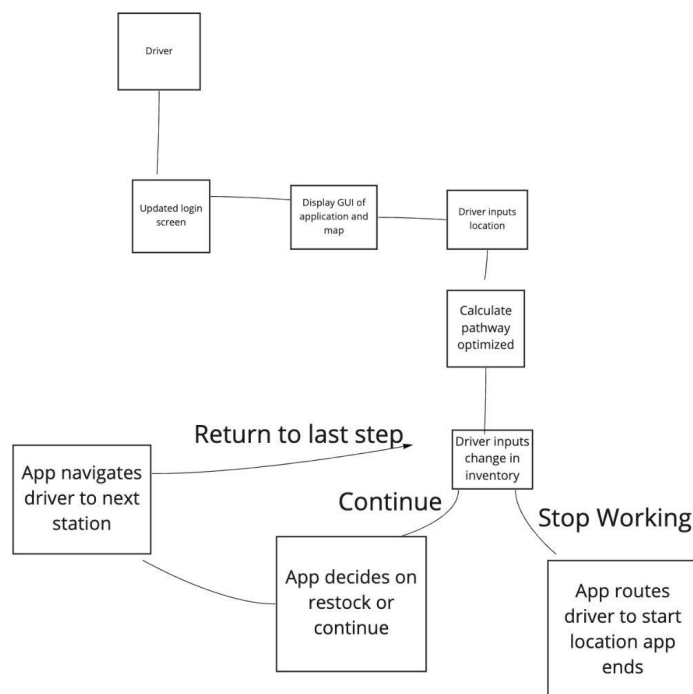 Driver
Updated login
screen
Display GUI of
application and
map
Driver inputs
location
Calculate
pathway
optimized
Return to last step
Driver inputs
change in
inventory
App navigates
driver to next
station
Continue
Stop Working
App decides on
restock or
continue
App routes
driver to start
location app
ends